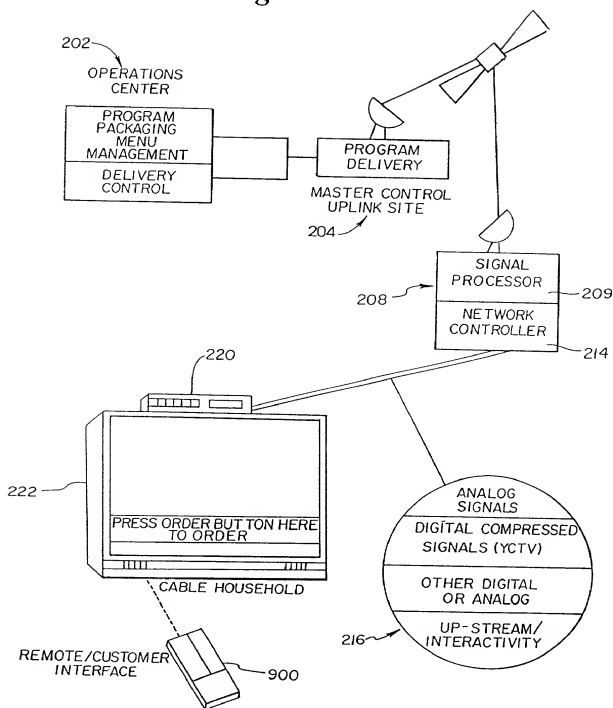 202
OPERATIONS
CENTER
PROGRAM
PACKAGING
MENU
MANAGEMENT
DELIVERY
CONTROL
PROGRAM
DELIVERY
MASTER CONTROL
UPLINK SITE
204
SIGNAL
PROCESSOR
208
209
NETWORK
CONTROLLER
214
220
222
PRESS ORDER BUTTON HERE
TO ORDER
CABLE HOUSEHOLD
REMOTE/CUSTOMER
INTERFACE
900
ANALOG
SIGNALS
DIGITAL COMPRESSED
SIGNALS (YCTV)
OTHER DIGITAL
OR ANALOG
UP-STREAM/
INTERACTIVITY
216